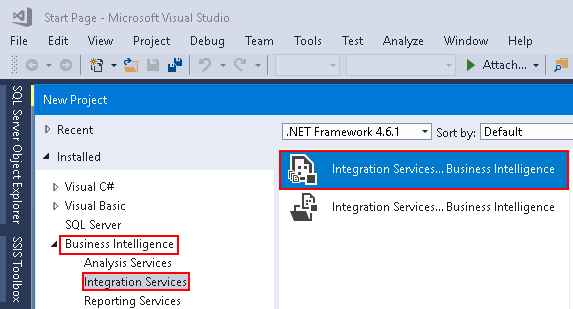 Start Page - Microsoft Visual Studio
File Edit View Project Debug Team Tools Test Analyze Window Help
Attach...
SQL Server Object Explorer
SSIS Toolbox
New Project
Recent
Installed
Visual C#
Visual Basic
SQL Server
Business Intelligence
Analysis Services
Integration Services
Reporting Services
.NET Framework 4.6.1 Sort by: Default
Integration Services... Business Intelligence
Integration Services... Business Intelligence